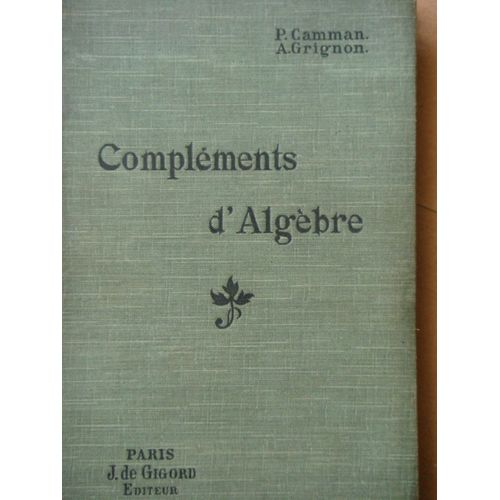 P. Camman.
A. Grignon.
Compléments
d'Algèbre
PARIS
J. de GIGORD
EDITEUR